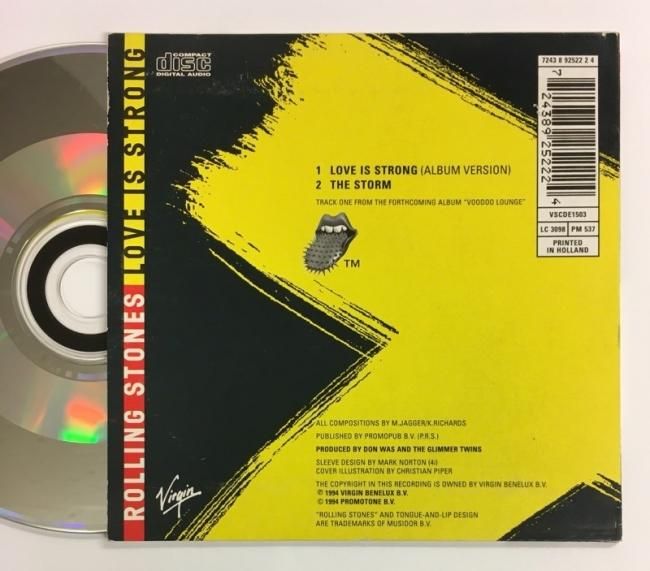 COMPACT
disc
DIGITAL AUDIO
ROLLING STONES LOVE IS STRONG
7243 8 92522 2 4
7 24389 25222 4
VSCDE1503
LC 3098 PM 537
PRINTED
IN HOLLAND
1 LOVE IS STRONG (ALBUM VERSION)
2 THE STORM
TRACK ONE FROM THE FORTHCOMING ALBUM "VOODOO LOUNGE"
TM
ALL COMPOSITIONS BY M.JAGGER/K.RICHARDS
PUBLISHED BY PROMOPUB B.V. (P.R.S.)
PRODUCED BY DON WAS AND THE GLIMMER TWINS
SLEEVE DESIGN BY MARK NORTON (4i)
COVER ILLUSTRATION BY CHRISTIAN PIPER
THE COPYRIGHT IN THIS RECORDING IS OWNED BY VIRGIN BENELUX B.V.
℗ 1994 VIRGIN BENELUX B.V.
© 1994 PROMOTONE B.V.
"ROLLING STONES" AND TONGUE-AND-LIP DESIGN
ARE TRADEMARKS OF MUSIDOR B.V.
Virgin